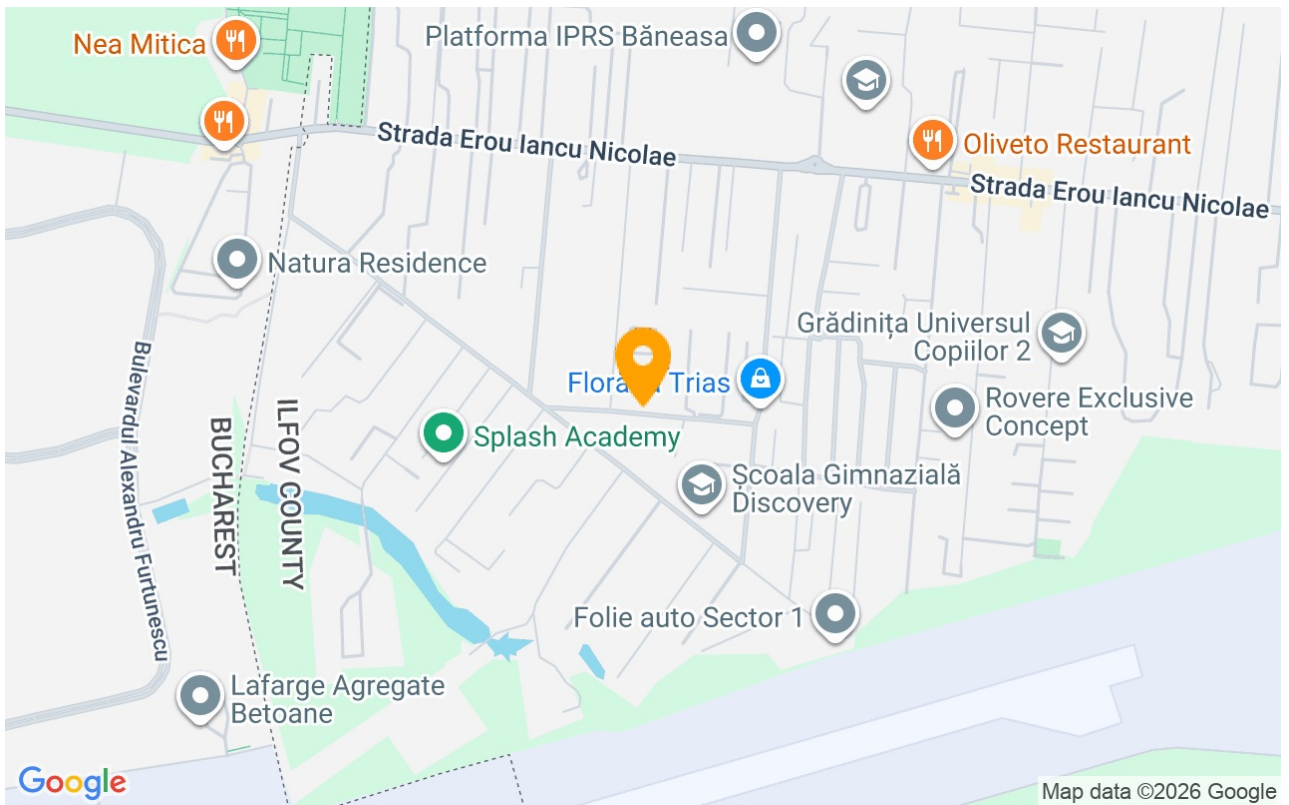 Nea Mitica
Platforma IPRS Băneasa
Strada Erou Iancu Nicolae
Oliveto Restaurant
Strada Erou Iancu Nicolae
Natura Residence
Grădinița Universul
Copiilor 2
Trias
Rovere Exclusive
Concept
Splash Academy
Școala Gimnazială
Discovery
Bulevardul Alexandru Furtunescu
BUCHAREST
ILFOV COUNTY
Folie auto Sector 1
Lafarge Agregate
Betoane
Google
Map data ©2026 Google